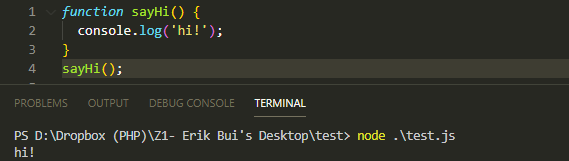 1 function sayHi() {
2 console.log('hi!');
3 }
4 sayHi();
PROBLEMS OUTPUT DEBUG CONSOLE TERMINAL
PS D:\Dropbox (PHP)\Z1- Erik Bui's Desktop\test> node .\test.js
hi!